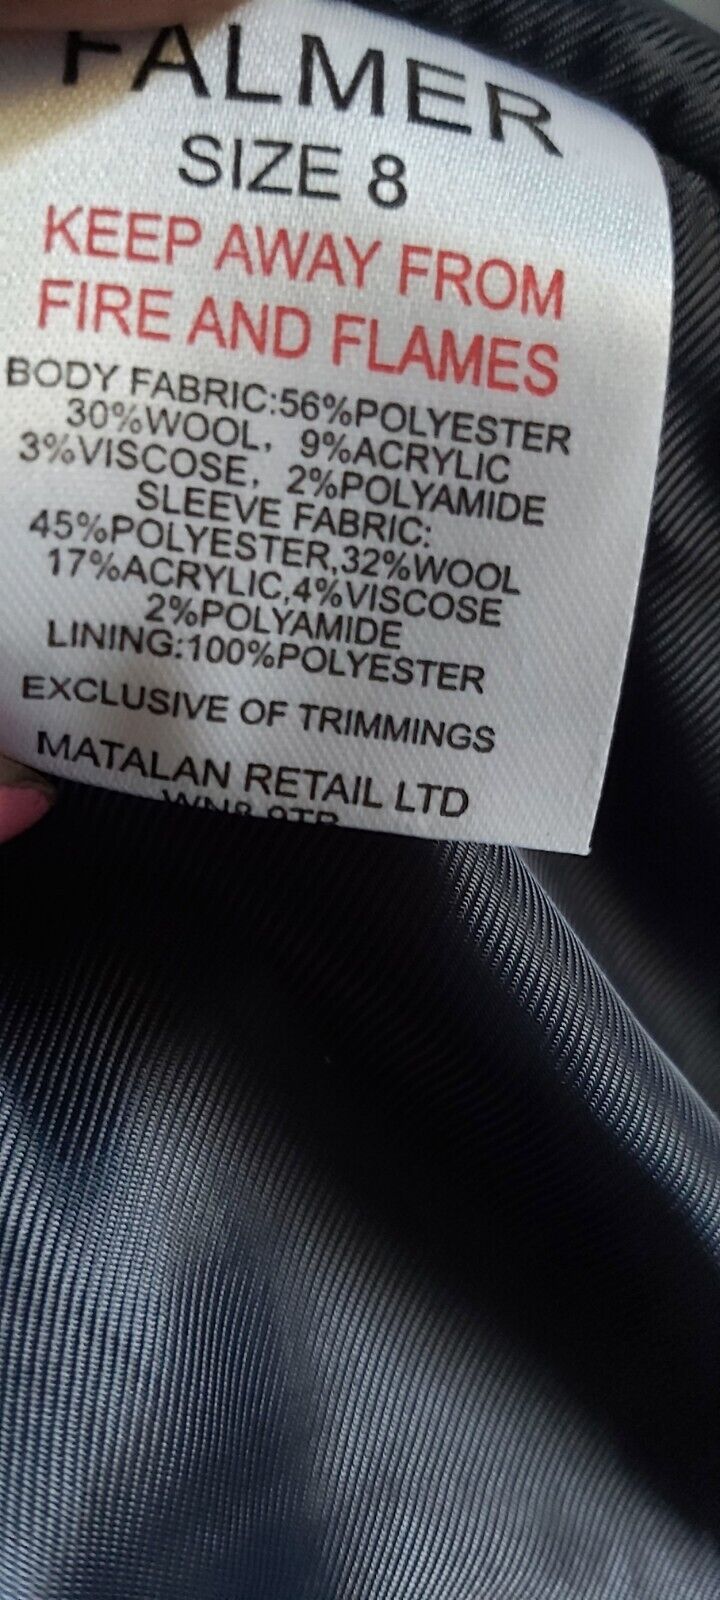 FALMER
SIZE 8
KEEP AWAY FROM
FIRE AND FLAMES
BODY FABRIC:56%POLYESTER
30%WOOL, 9%ACRYLIC
3%VISCOSE, 2%POLYAMIDE
SLEEVE FABRIC:
45%POLYESTER,32%WOOL
17%ACRYLIC,4%VISCOSE
2%POLYAMIDE
LINING:100%POLYESTER
EXCLUSIVE OF TRIMMINGS
MATALAN RETAIL LTD